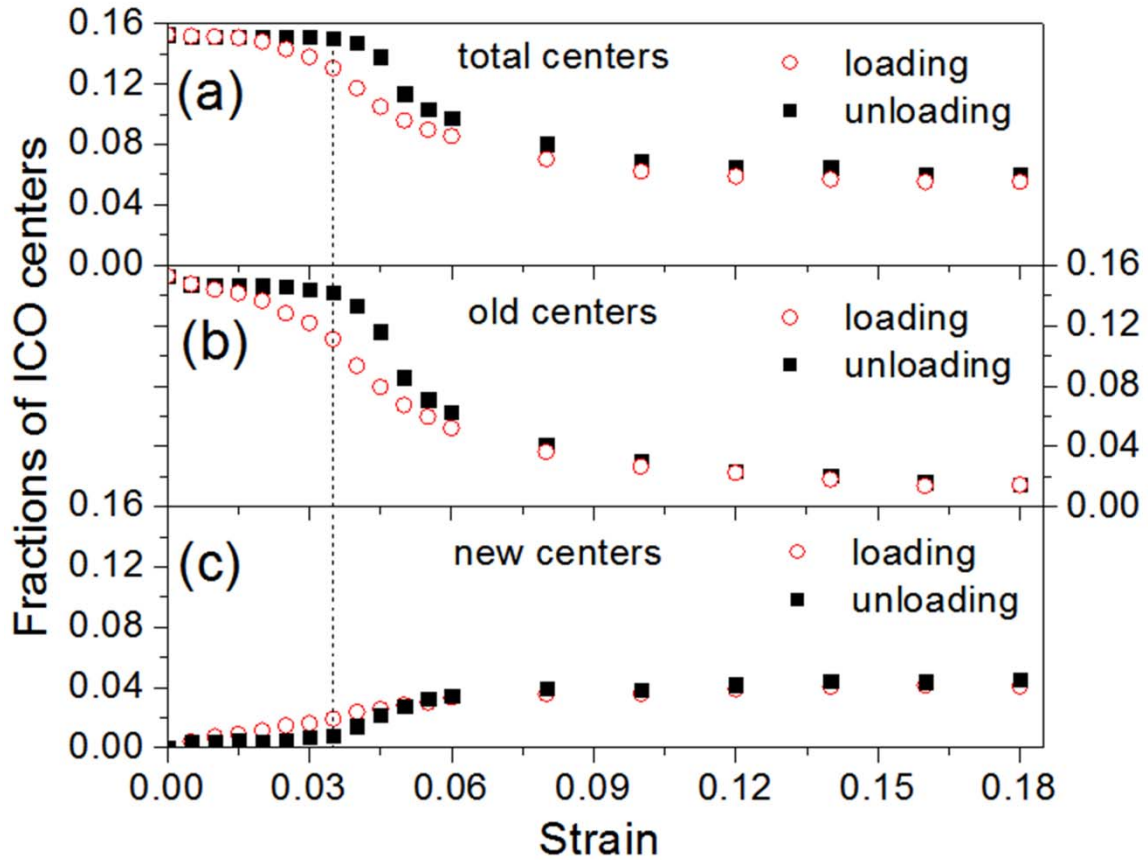 Fractions of ICO centers
0.16
0.12
0.08
0.04
0.00
(a)
total centers
loading
unloading
0.16
0.12
0.08
0.04
0.00
(b)
old centers
loading
unloading
0.16
0.12
0.08
0.04
0.00
(c)
new centers
loading
unloading
0.00 0.03 0.06 0.09 0.12 0.15 0.18
Strain